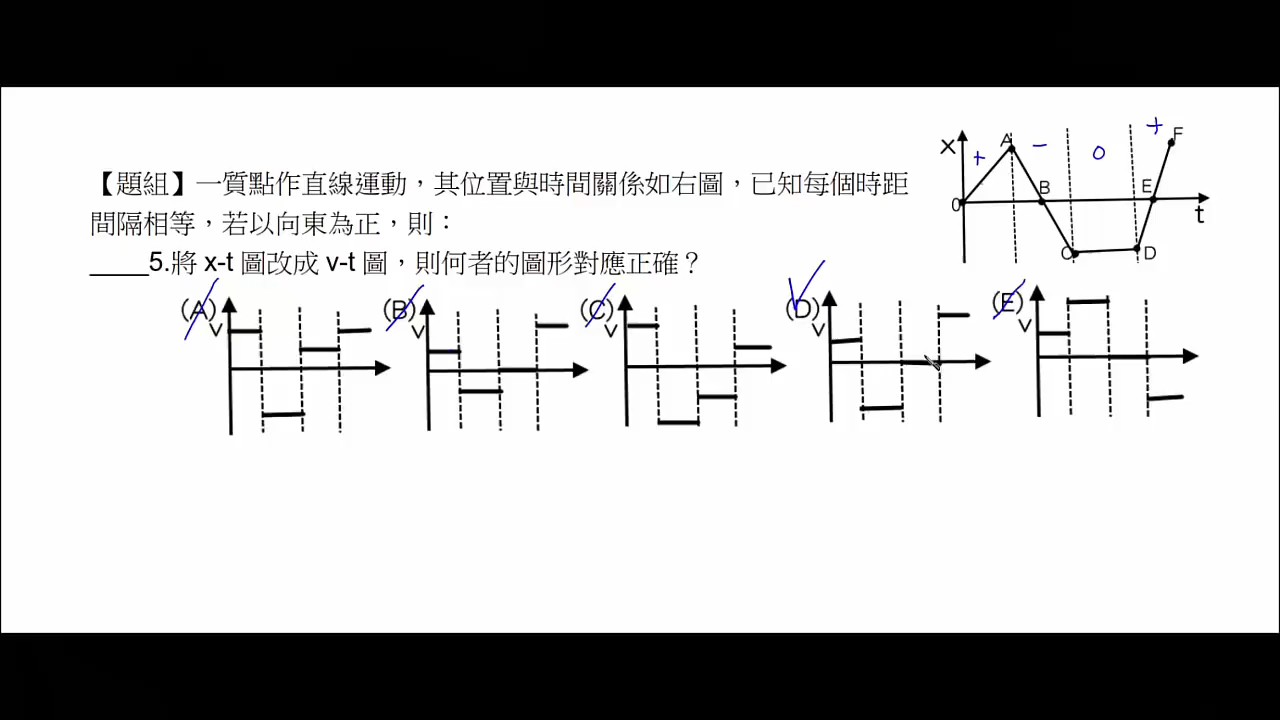 【題組】一質點作直線運動，其位置與時間關係如右圖，已知每個時距
間隔相等，若以向東為正，則：
____5.將 x-t 圖改成 v-t 圖，則何者的圖形對應正確？
x + A - 0 + F
0 B E t
C D
(A) (B) (C) (D) (E)
v v v v v